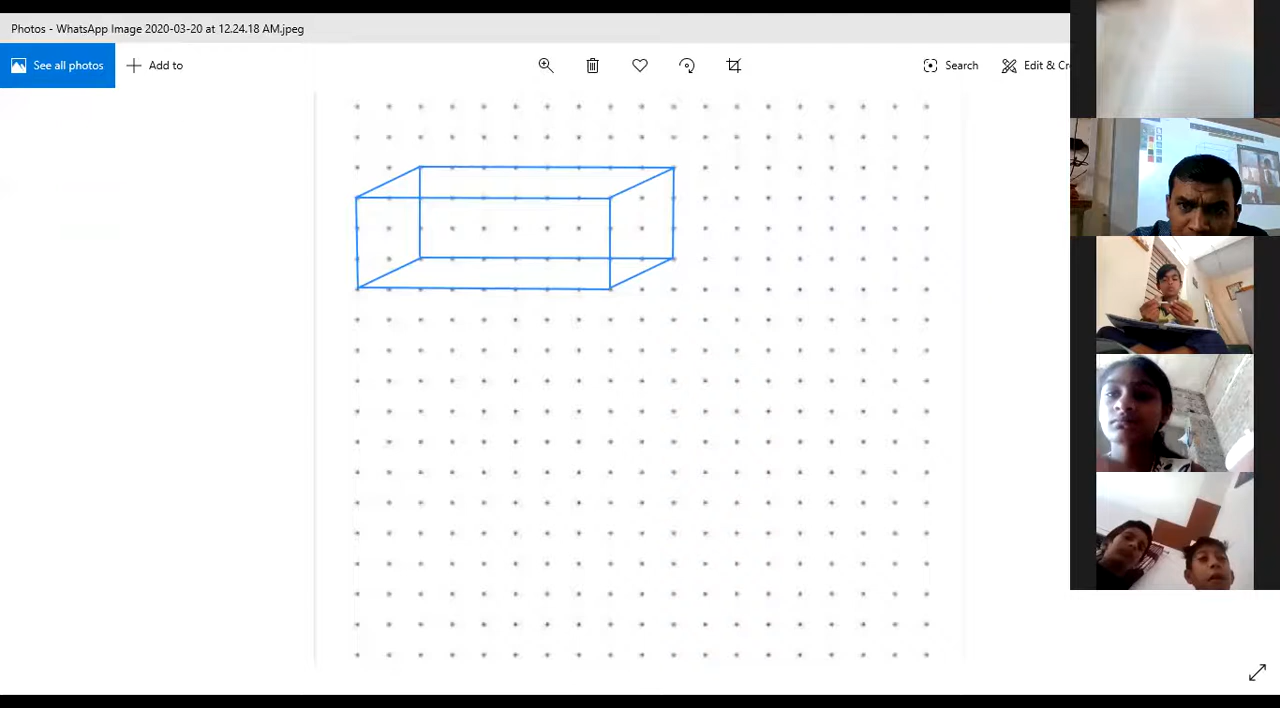 Photos - WhatsApp Image 2020-03-20 at 12.24.18 AM.jpeg
See all photos
Add to
Search
Edit & Cr